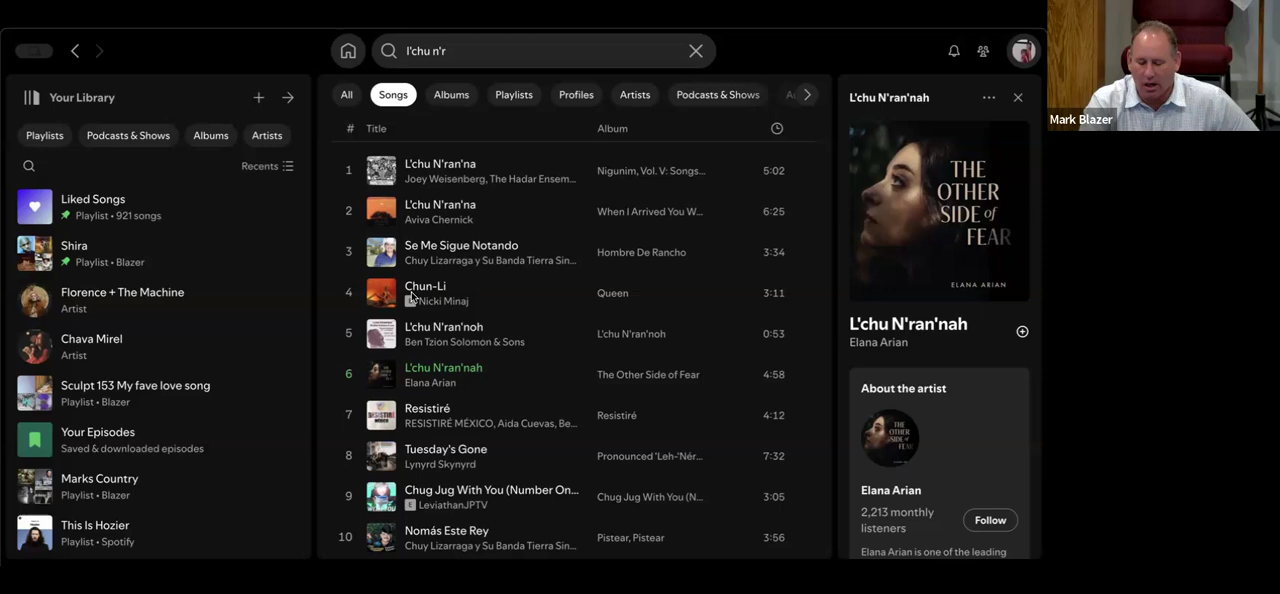 l'chu n'r
Your Library
Playlists
Podcasts & Shows
Albums
Artists
Recents
Liked Songs
Playlist • 921 songs
Shira
Playlist • Blazer
Florence + The Machine
Artist
Chava Mirel
Artist
Sculpt 153 My fave love song
Playlist • Blazer
Your Episodes
Saved & downloaded episodes
Marks Country
Playlist • Blazer
This Is Hozier
Playlist • Spotify
All
Songs
Albums
Playlists
Profiles
Artists
Podcasts & Shows
# Title Album
1 L'chu N'ran'na Nigunim, Vol. V: Songs... 5:02
Joey Weisenberg, The Hadar Ensem...
2 L'chu N'ran'na When I Arrived You W... 6:25
Aviva Chernick
3 Se Me Sigue Notando Hombre De Rancho 3:34
Chuy Lizarraga y Su Banda Tierra Sin...
4 Chun-Li Queen 3:11
Nicki Minaj
5 L'chu N'ran'noh L'chu N'ran'noh 0:53
Ben Tzion Solomon & Sons
6 L'chu N'ran'nah The Other Side of Fear 4:58
Elana Arian
7 Resistiré Resistiré 4:12
RESISTIRÉ MÉXICO, Aida Cuevas, Be...
8 Tuesday's Gone Pronounced 'Leh-'Nér... 7:32
Lynyrd Skynyrd
9 Chug Jug With You (Number On... Chug Jug With You (N... 3:05
E LeviathanJPTV
10 Nomás Este Rey Pistear, Pistear 3:56
Chuy Lizarraga y Su Banda Tierra Sin...
L'chu N'ran'nah
THE
OTHER
SIDE of
FEAR
ELANA ARIAN
L'chu N'ran'nah
Elana Arian
About the artist
THE
OTHER
SIDE of
FEAR
Elana Arian
2,213 monthly
listeners
Follow
Elana Arian is one of the leading
Mark Blazer